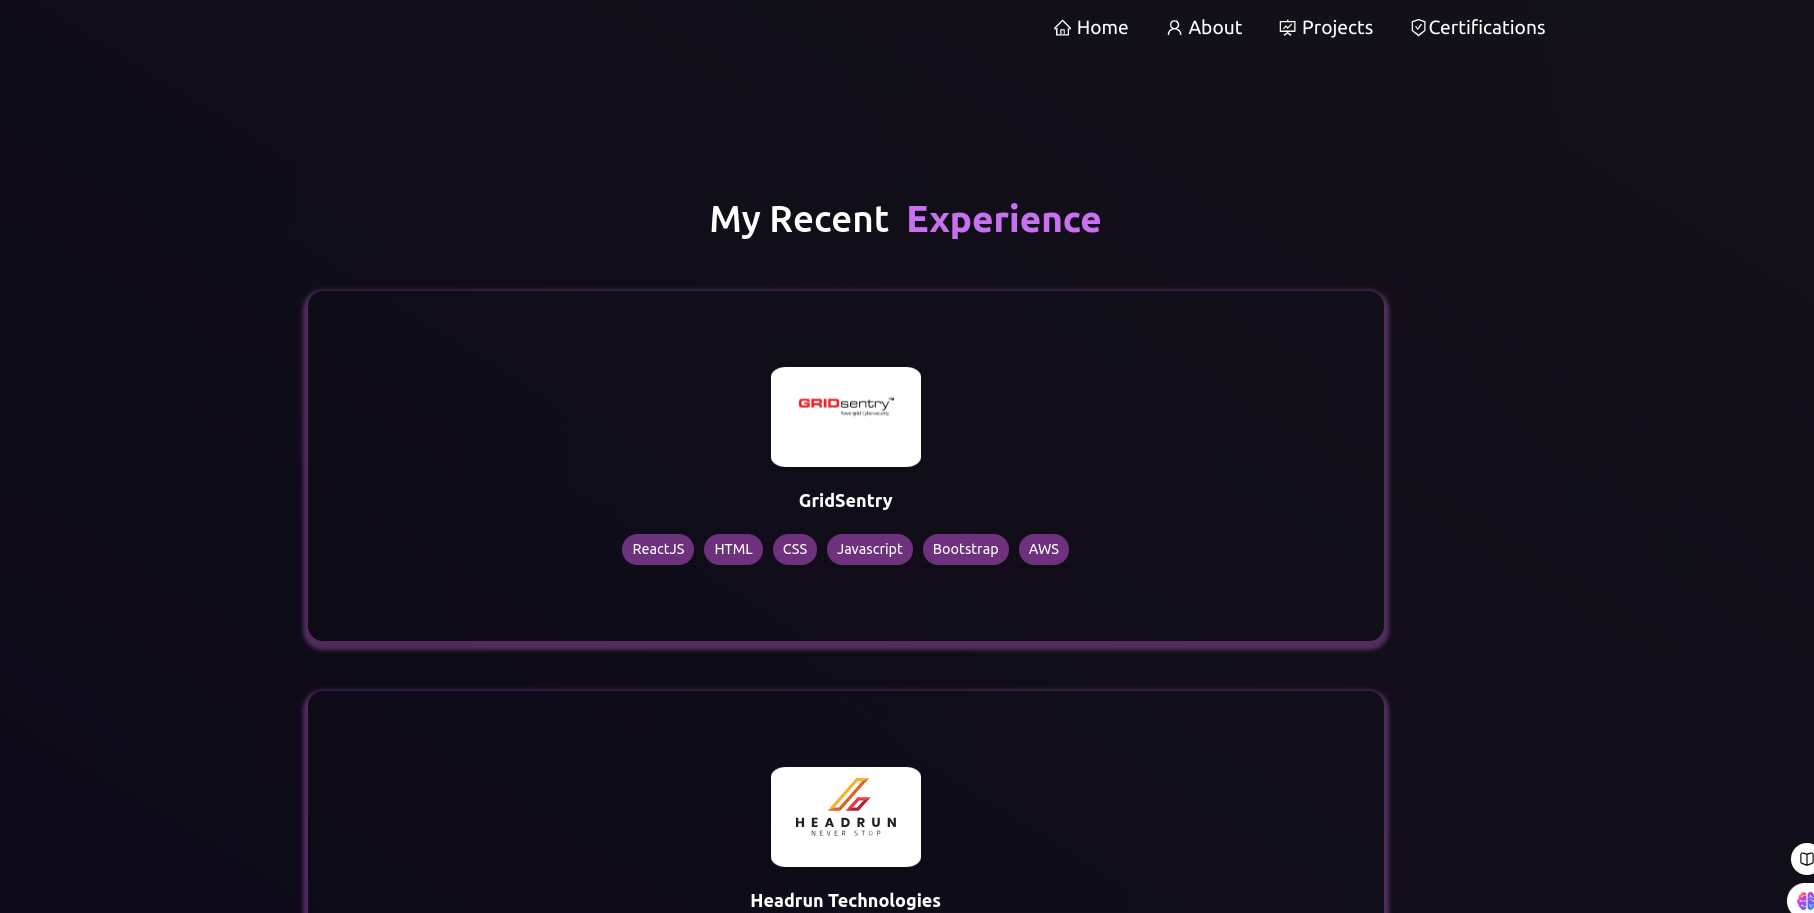 Home About Projects Certifications
My Recent Experience
GRIDsentry™
GridSentry
ReactJS HTML CSS Javascript Bootstrap AWS
HEADRUN
NEVER STOP
Headrun Technologies